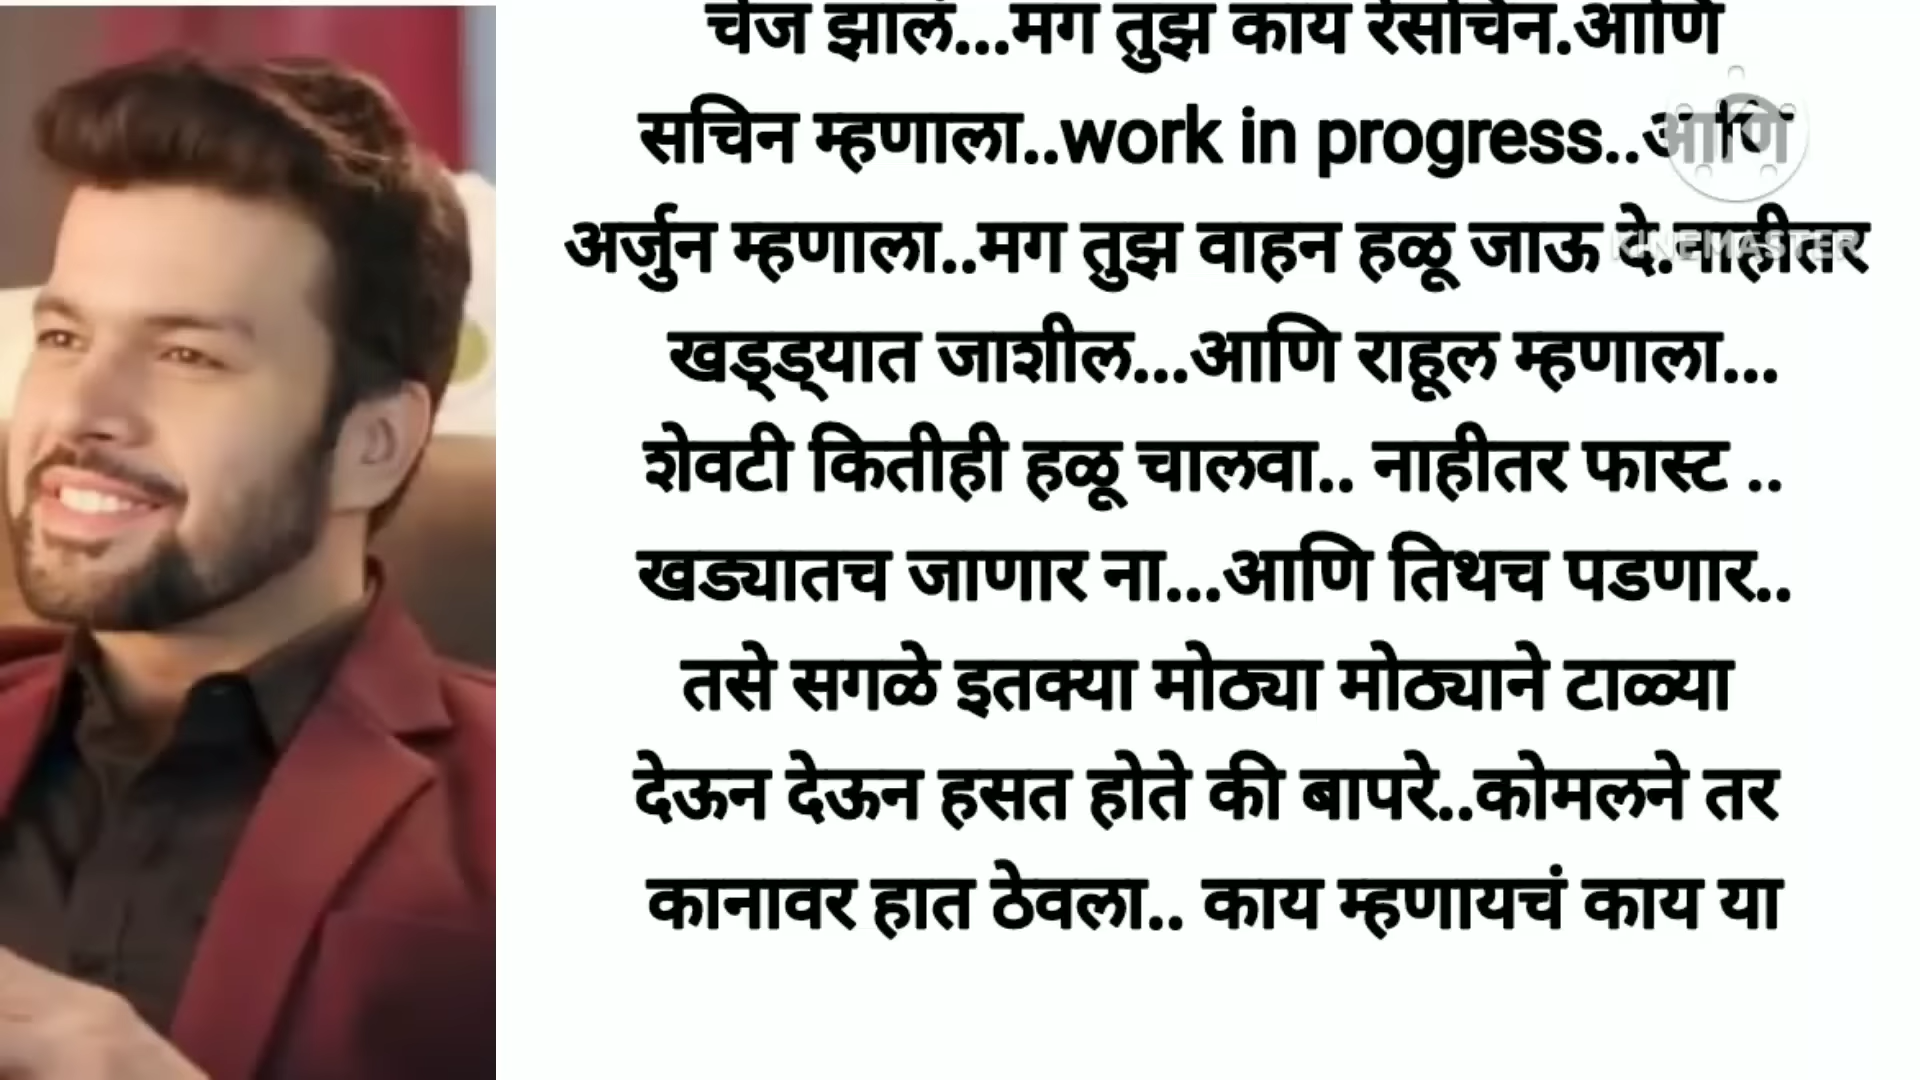 चेंज झालं...मग तुझ काय रेसचिन.आणि
सचिन म्हणाला..work in progress..आणि
अर्जुन म्हणाला..मग तुझ वाहन हळू जाऊ दे.नाहीतर
KINEMASTER
खड्ड्यात जाशील...आणि राहूल म्हणाला...
शेवटी कितीही हळू चालवा.. नाहीतर फास्ट ..
खड्यातच जाणार ना...आणि तिथच पडणार..
तसे सगळे इतक्या मोठ्या मोठ्याने टाळ्या
देऊन देऊन हसत होते की बापरे..कोमलने तर
कानावर हात ठेवला.. काय म्हणायचं काय या